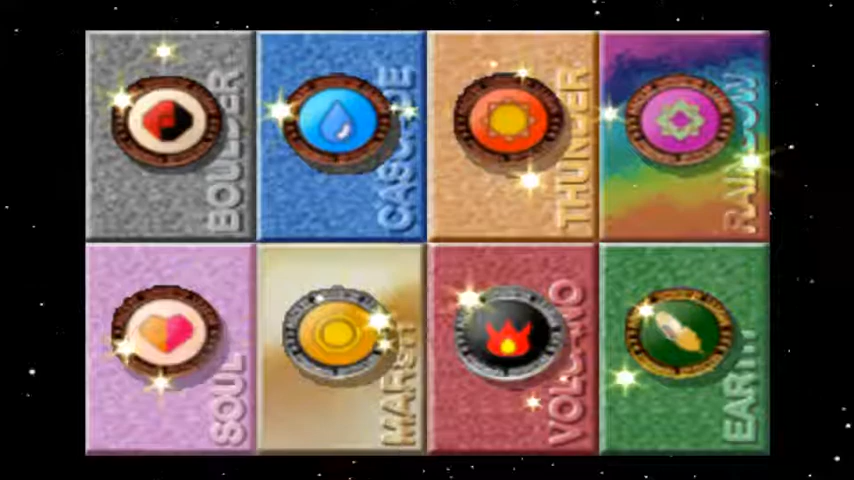 BOULDER
CASCADE
THUNDER
RAINBOW
SOUL
MARSH
VOLCANO
EARTH